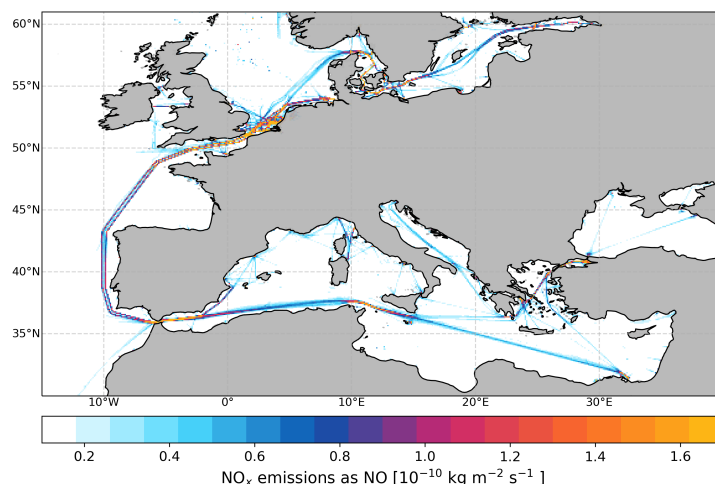 60°N
55°N
50°N
45°N
40°N
35°N
10°W 0° 10°E 20°E 30°E
0.2 0.4 0.6 0.8 1.0 1.2 1.4 1.6
NOₓ emissions as NO [10⁻¹⁰ kg m⁻² s⁻¹ ]